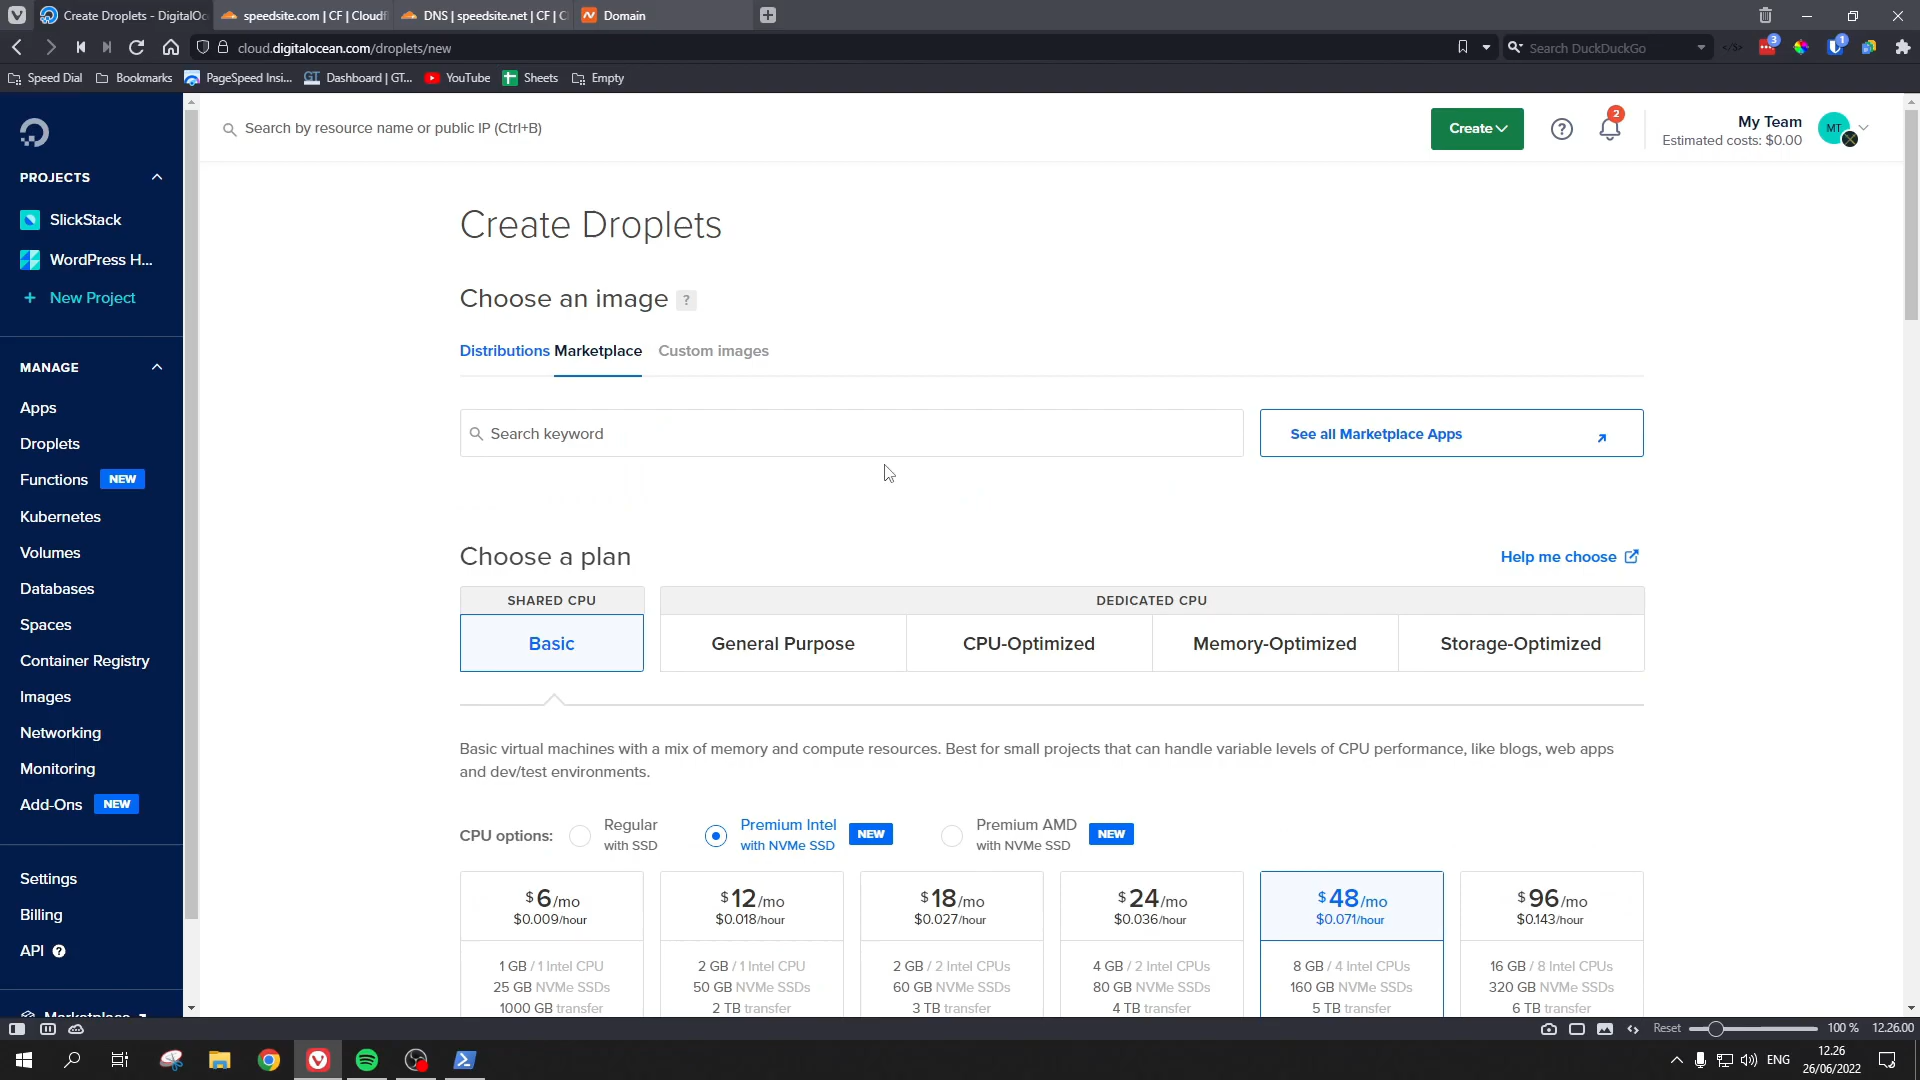 Create Droplets - DigitalOc
speedsite.com | CF | Cloudf
DNS | speedsite.net | CF | C
Domain
cloud.digitalocean.com/droplets/new
Search DuckDuckGo
3
1
Speed Dial
Bookmarks
PageSpeed Insi...
GT Dashboard | GT...
YouTube
Sheets
Empty
Search by resource name or public IP (Ctrl+B)
Create
?
2
My Team
Estimated costs: $0.00
MT
PROJECTS
SlickStack
WordPress H...
+ New Project
MANAGE
Apps
Droplets
Functions NEW
Kubernetes
Volumes
Databases
Spaces
Container Registry
Images
Networking
Monitoring
Add-Ons NEW
Settings
Billing
API ?
Create Droplets
Choose an image ?
Distributions Marketplace Custom images
Search keyword
See all Marketplace Apps
Choose a plan
Help me choose
SHARED CPU
DEDICATED CPU
Basic
General Purpose
CPU-Optimized
Memory-Optimized
Storage-Optimized
Basic virtual machines with a mix of memory and compute resources. Best for small projects that can handle variable levels of CPU performance, like blogs, web apps
and dev/test environments.
CPU options:
Regular
with SSD
Premium Intel
with NVMe SSD
NEW
Premium AMD
with NVMe SSD
NEW
$6/mo
$0.009/hour
1 GB / 1 Intel CPU
25 GB NVMe SSDs
1000 GB transfer
$12/mo
$0.018/hour
2 GB / 1 Intel CPU
50 GB NVMe SSDs
2 TB transfer
$18/mo
$0.027/hour
2 GB / 2 Intel CPUs
60 GB NVMe SSDs
3 TB transfer
$24/mo
$0.036/hour
4 GB / 2 Intel CPUs
80 GB NVMe SSDs
4 TB transfer
$48/mo
$0.071/hour
8 GB / 4 Intel CPUs
160 GB NVMe SSDs
5 TB transfer
$96/mo
$0.143/hour
16 GB / 8 Intel CPUs
320 GB NVMe SSDs
6 TB transfer
Marketplace
Reset
100 %
12.26.00
ENG
12.26
26/06/2022